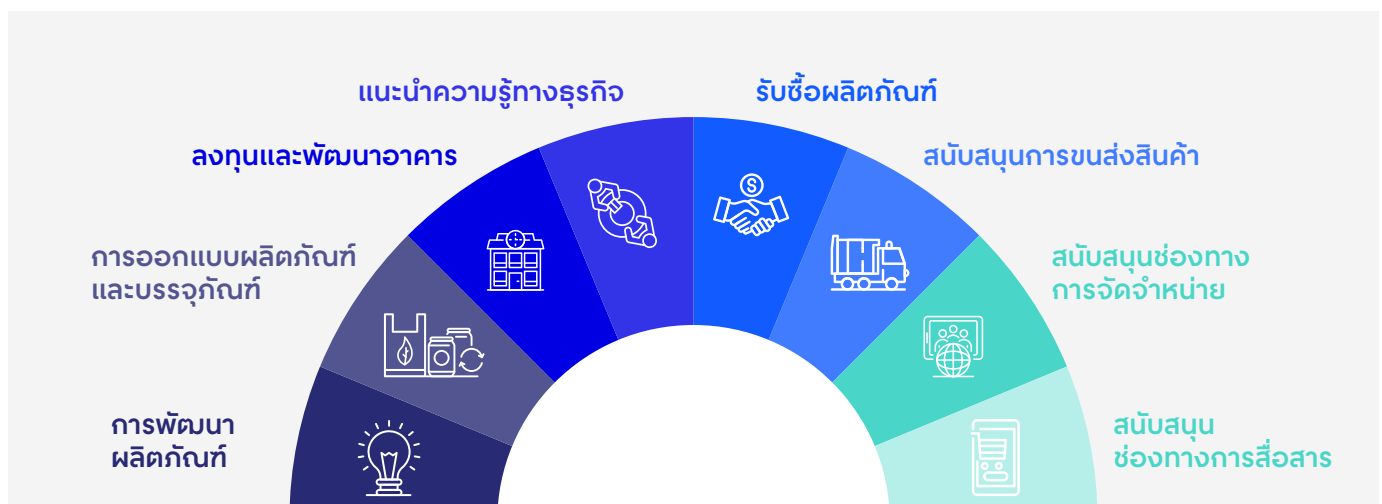 แนะนำความรู้ทางธุรกิจ
รับซื้อผลิตภัณฑ์
ลงทุนและพัฒนาอาคาร
สนับสนุนการขนส่งสินค้า
การออกแบบผลิตภัณฑ์
และบรรจุภัณฑ์
สนับสนุนช่องทาง
การจัดจำหน่าย
การพัฒนา
ผลิตภัณฑ์
สนับสนุน
ช่องทางการสื่อสาร